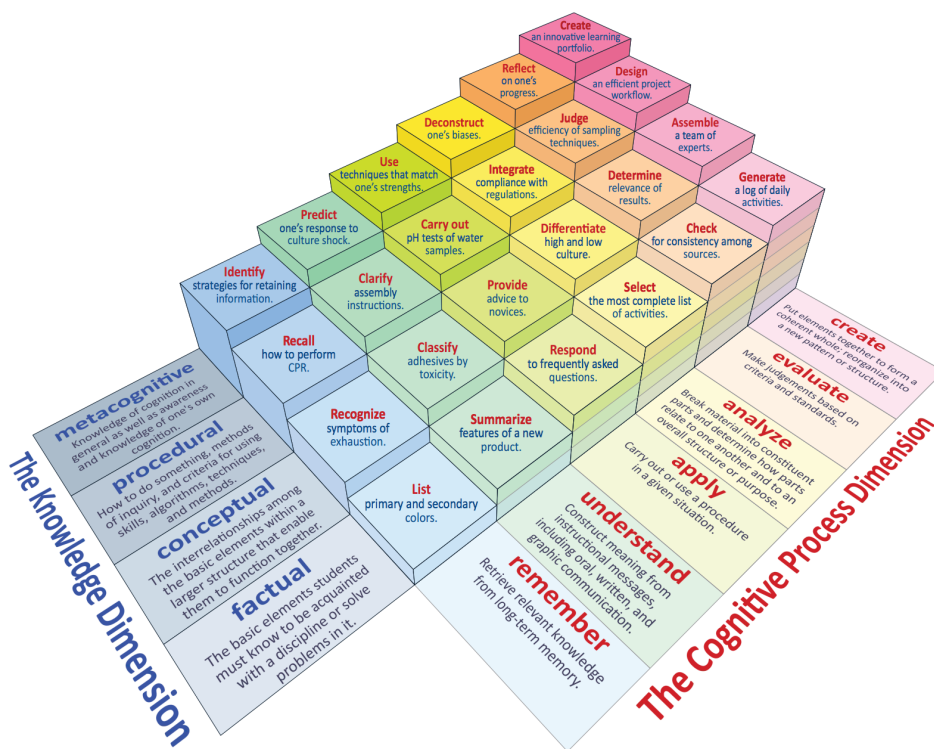 Create
an innovative learning
portfolio.
Reflect
on one's
progress.
Design
an efficient project
workflow.
Deconstruct
one's biases.
Judge
efficiency of sampling
techniques.
Assemble
a team of
experts.
Use
techniques that match
one's strengths.
Integrate
compliance with
regulations.
Determine
relevance of
results.
Generate
a log of daily
activities.
Predict
one's response to
culture shock.
Carry out
pH tests of water
samples.
Differentiate
high and low
culture.
Check
for consistency among
sources.
Identify
strategies for retaining
information.
Clarify
assembly
instructions.
Provide
advice to
novices.
Select
the most complete list
of activities.
Recall
how to perform
CPR.
Classify
adhesives by
toxicity.
Respond
to frequently asked
questions.
Recognize
symptoms of
exhaustion.
Summarize
features of a new
product.
List
primary and secondary
colors.
The Knowledge Dimension
metacognitive
Knowledge of cognition in
general as well as awareness
and knowledge of one's own
cognition.
procedural
How to do something, methods
of inquiry, and criteria for using
skills, algorithms, techniques,
and methods.
conceptual
The interrelationships among
the basic elements within a
larger structure that enable
them to function together.
factual
The basic elements students
must know to be acquainted
with a discipline or solve
problems in it.
The Cognitive Process Dimension
create
Put elements together to form a
coherent whole; reorganize into
a new pattern or structure.
evaluate
Make judgements based on
criteria and standards.
analyze
Break material into constituent
parts and determine how parts
relate to one another and to an
overall structure or purpose.
apply
Carry out or use a procedure
in a given situation.
understand
Construct meaning from
instructional messages,
including oral, written, and
graphic communication.
remember
Retrieve relevant knowledge
from long-term memory.